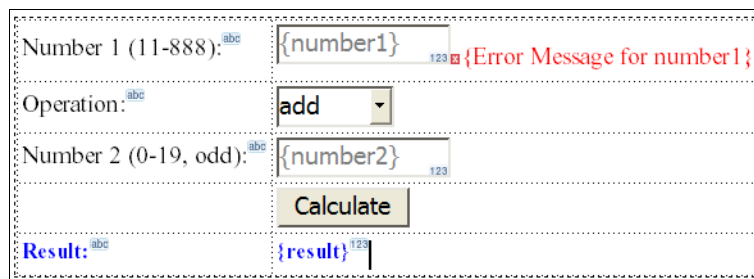 Number 1 (11-888): abc {number1} 123 x {Error Message for number1}
Operation: abc add
Number 2 (0-19, odd): abc {number2} 123
Calculate
Result: abc {result} 123